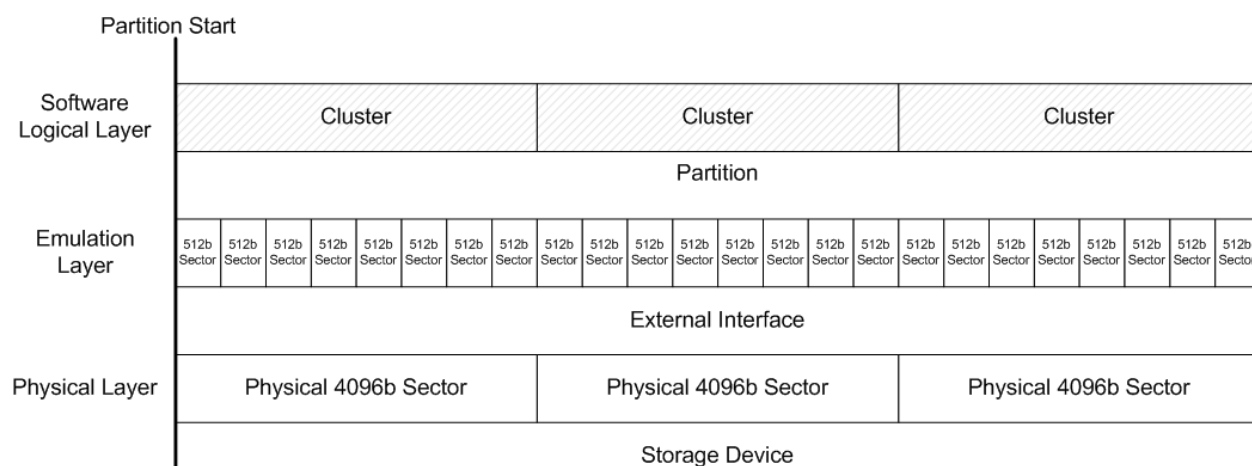 Partition Start
Software
Logical Layer
Cluster Cluster Cluster
Partition
Emulation
Layer
512b 512b 512b 512b 512b 512b 512b 512b 512b 512b 512b 512b 512b 512b 512b 512b 512b 512b 512b 512b 512b 512b 512b 512b
Sector Sector Sector Sector Sector Sector Sector Sector Sector Sector Sector Sector Sector Sector Sector Sector Sector Sector Sector Sector Sector Sector Sector Sector
External Interface
Physical Layer
Physical 4096b Sector Physical 4096b Sector Physical 4096b Sector
Storage Device